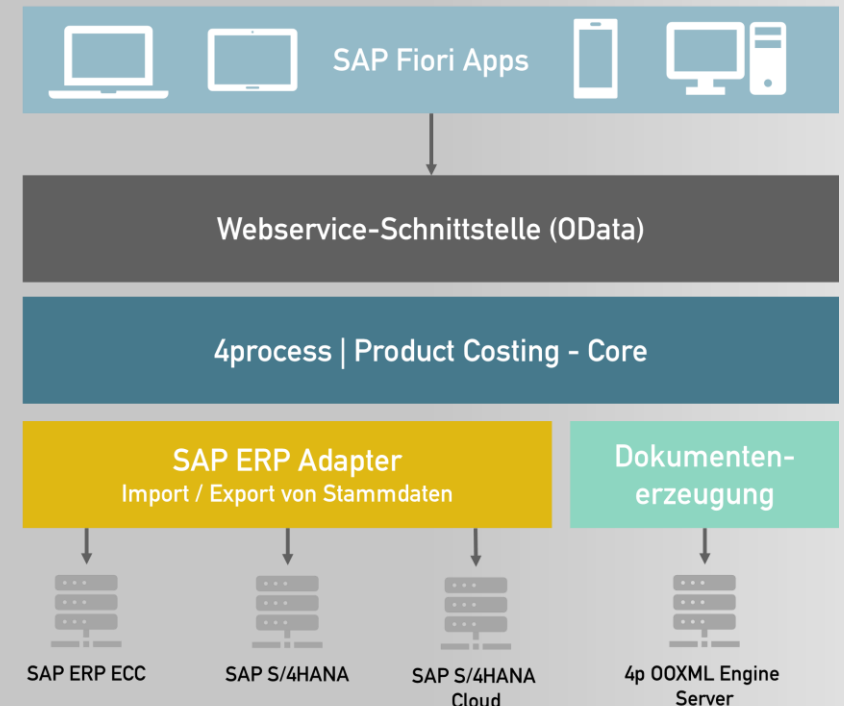 SAP Fiori Apps
Webservice-Schnittstelle (OData)
4process | Product Costing - Core
SAP ERP Adapter
Import / Export von Stammdaten
Dokumenten-
erzeugung
SAP ERP ECC
SAP S/4HANA
SAP S/4HANA
Cloud
4p OOXML Engine
Server